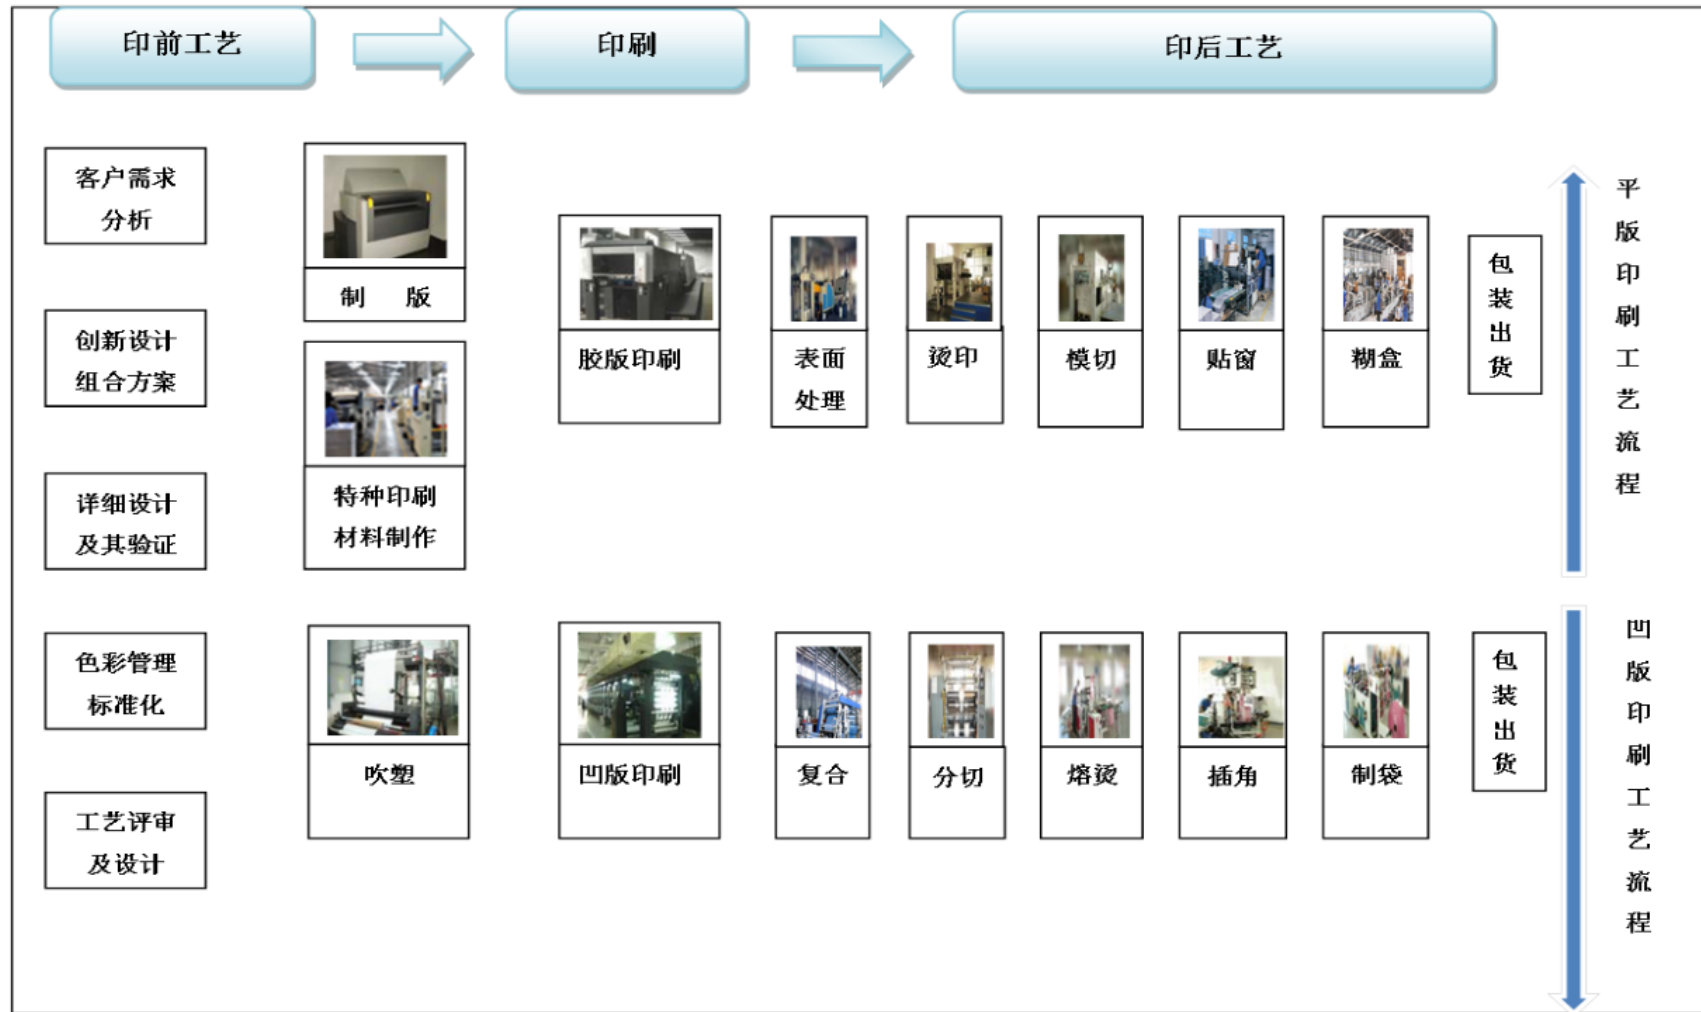 印前工艺
印刷
印后工艺
客户需求
分析
创新设计
组合方案
详细设计
及其验证
色彩管理
标准化
工艺评审
及设计
制 版
特种印刷
材料制作
胶版印刷
表面
处理
烫印
模切
贴窗
糊盒
包装出货
平版印刷工艺流程
吹塑
凹版印刷
复合
分切
熔烫
插角
制袋
包装出货
凹版印刷工艺流程